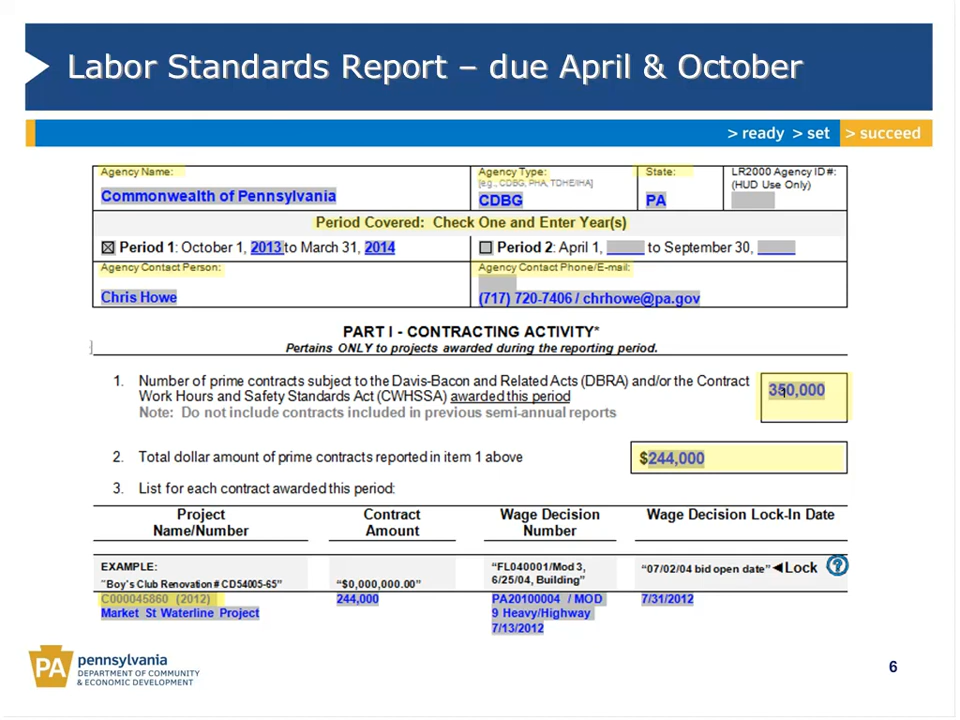 Labor Standards Report – due April & October
> ready > set > succeed
Agency Name:
Commonwealth of Pennsylvania
Agency Type:
[e.g., CDBG, PHA, TDHE/IHA]
CDBG
State:
PA
LR2000 Agency ID#:
(HUD Use Only)
Period Covered: Check One and Enter Year(s)
☒ Period 1: October 1, 2013 to March 31, 2014
☐ Period 2: April 1, _____ to September 30, _____
Agency Contact Person:
Chris Howe
Agency Contact Phone/E-mail:
(717) 720-7406 / chrhowe@pa.gov
PART I - CONTRACTING ACTIVITY*
Pertains ONLY to projects awarded during the reporting period.
1. Number of prime contracts subject to the Davis-Bacon and Related Acts (DBRA) and/or the Contract
Work Hours and Safety Standards Act (CWHSSA) awarded this period
Note: Do not include contracts included in previous semi-annual reports
350,000
2. Total dollar amount of prime contracts reported in item 1 above
$244,000
3. List for each contract awarded this period:
Project
Name/Number
Contract
Amount
Wage Decision
Number
Wage Decision Lock-In Date
EXAMPLE:
"Boy's Club Renovation # CD54005-65"
"$0,000,000.00"
"FL040001/Mod 3,
6/25/04, Building"
"07/02/04 bid open date" ◄Lock
?
C000045860 (2012)
Market St Waterline Project
244,000
PA20100004 / MOD
9 Heavy/Highway
7/13/2012
7/31/2012
PA
pennsylvania
DEPARTMENT OF COMMUNITY
& ECONOMIC DEVELOPMENT
6